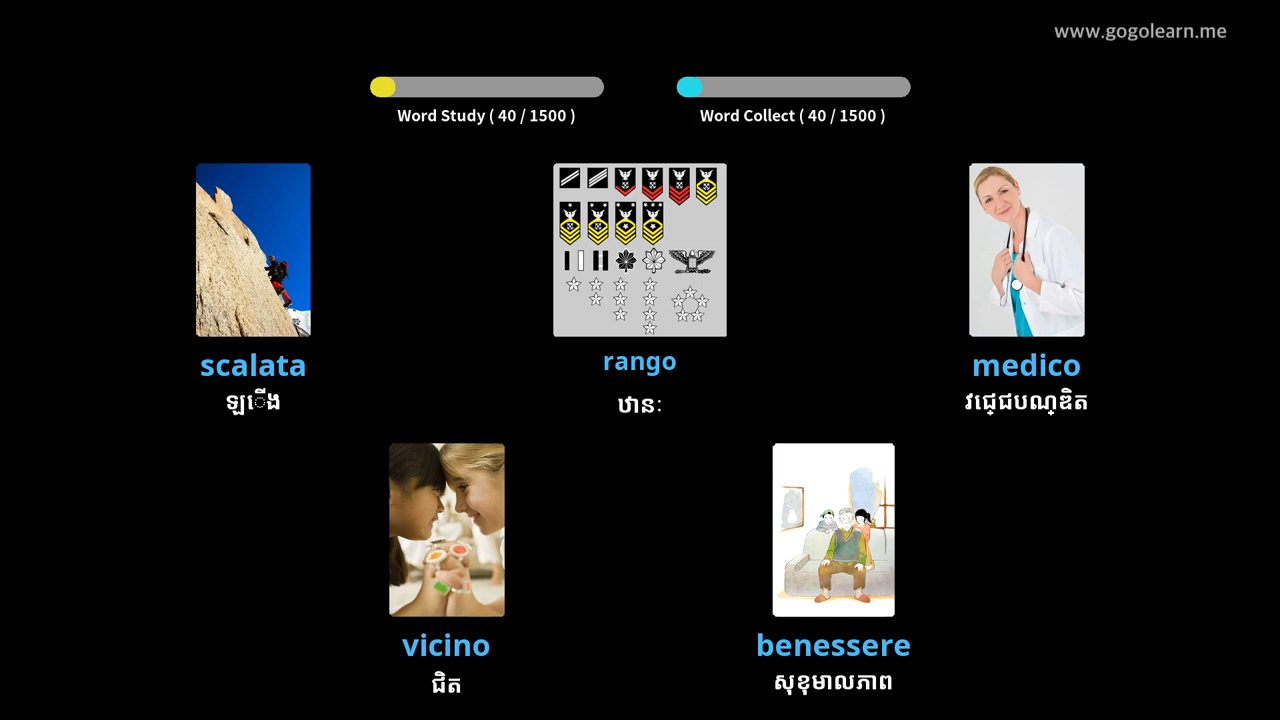 www.gogolearn.me
Word Study ( 40 / 1500 )
Word Collect ( 40 / 1500 )
scalata
ឡើង
rango
ឋានៈ
medico
វេជ្ជបណ្ឌិត
vicino
ជិត
benessere
សុខុមាលភាព